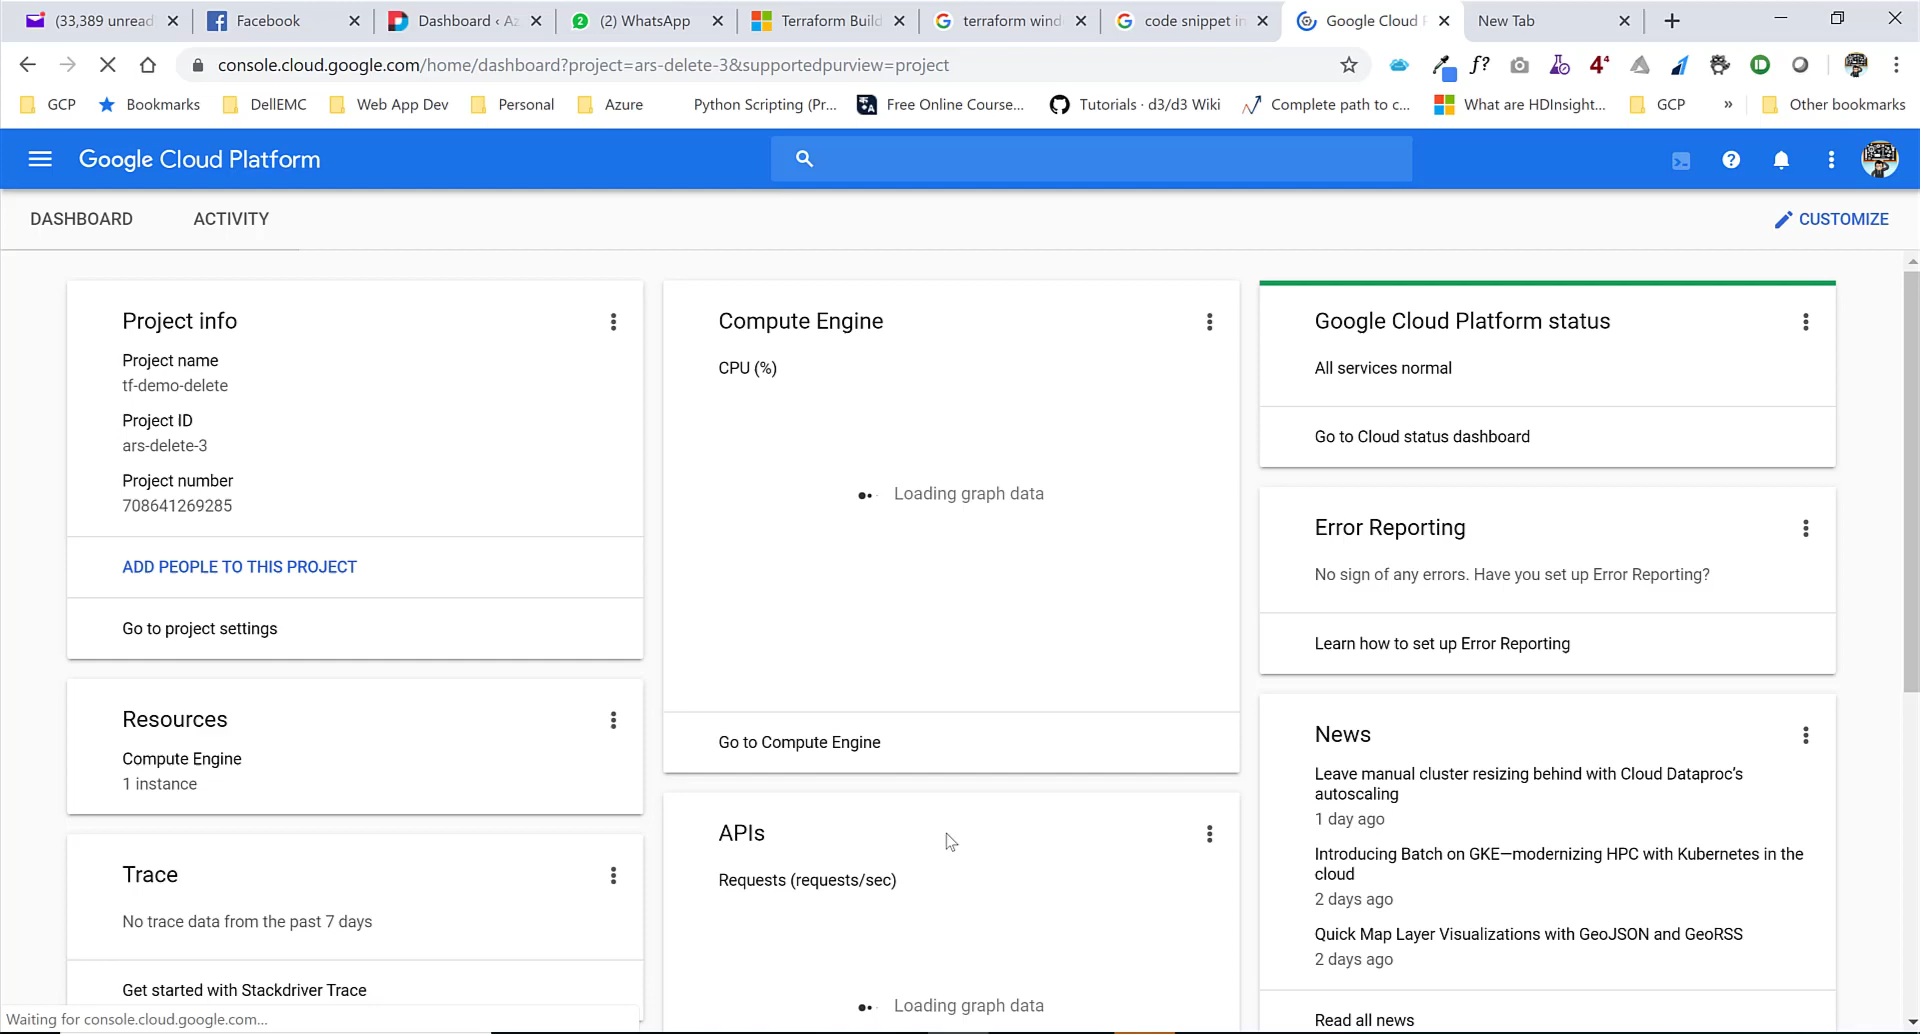 (33,389 unread
Facebook
Dashboard ‹ Az
(2) WhatsApp
Terraform Build
terraform wind
code snippet in
Google Cloud P
New Tab
console.cloud.google.com/home/dashboard?project=ars-delete-3&supportedpurview=project
GCP
Bookmarks
DellEMC
Web App Dev
Personal
Azure
Python Scripting (Pr...
Free Online Course...
Tutorials · d3/d3 Wiki
Complete path to c...
What are HDInsight...
GCP
»
Other bookmarks
Google Cloud Platform
DASHBOARD
ACTIVITY
CUSTOMIZE
Project info
Project name
tf-demo-delete
Project ID
ars-delete-3
Project number
708641269285
ADD PEOPLE TO THIS PROJECT
Go to project settings
Resources
Compute Engine
1 instance
Trace
No trace data from the past 7 days
Get started with Stackdriver Trace
Compute Engine
CPU (%)
Loading graph data
Go to Compute Engine
APIs
Requests (requests/sec)
Loading graph data
Google Cloud Platform status
All services normal
Go to Cloud status dashboard
Error Reporting
No sign of any errors. Have you set up Error Reporting?
Learn how to set up Error Reporting
News
Leave manual cluster resizing behind with Cloud Dataproc's
autoscaling
1 day ago
Introducing Batch on GKE—modernizing HPC with Kubernetes in the
cloud
2 days ago
Quick Map Layer Visualizations with GeoJSON and GeoRSS
2 days ago
Read all news
Waiting for console.cloud.google.com...